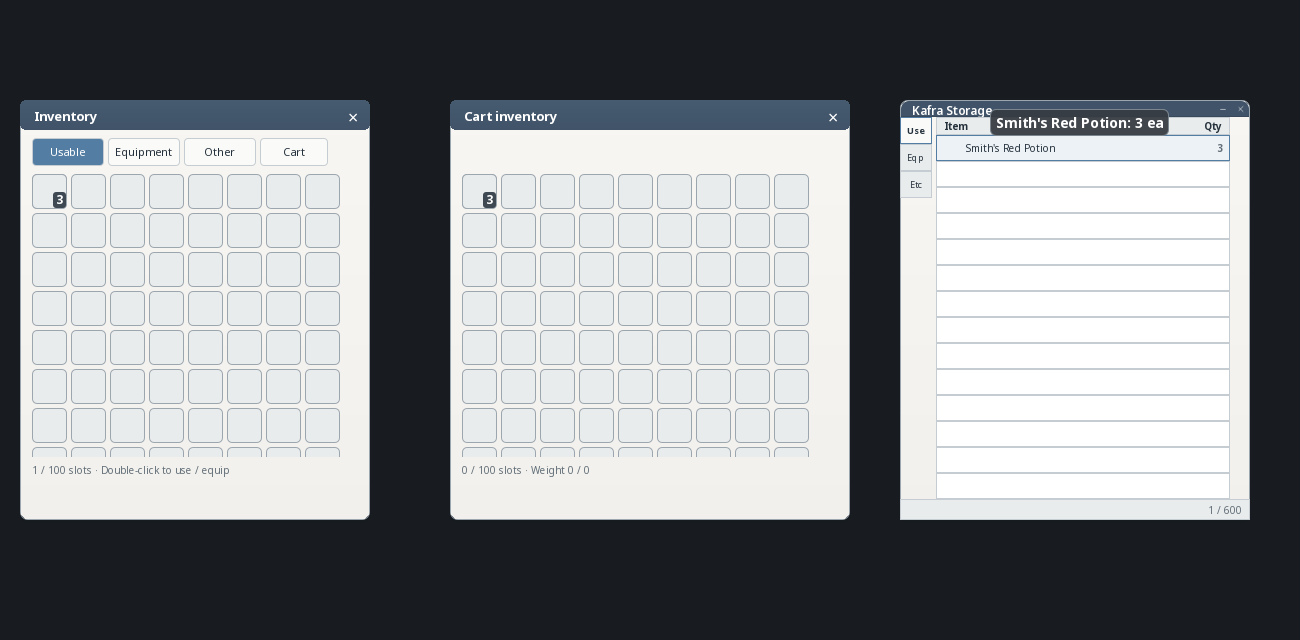 Inventory ×
Usable Equipment Other Cart
3
1 / 100 slots · Double-click to use / equip
Cart inventory ×
3
0 / 100 slots · Weight 0 / 0
Kafra Storage – ×
Smith's Red Potion: 3 ea
Use
Eqp
Etc
Item Qty
Smith's Red Potion 3
1 / 600